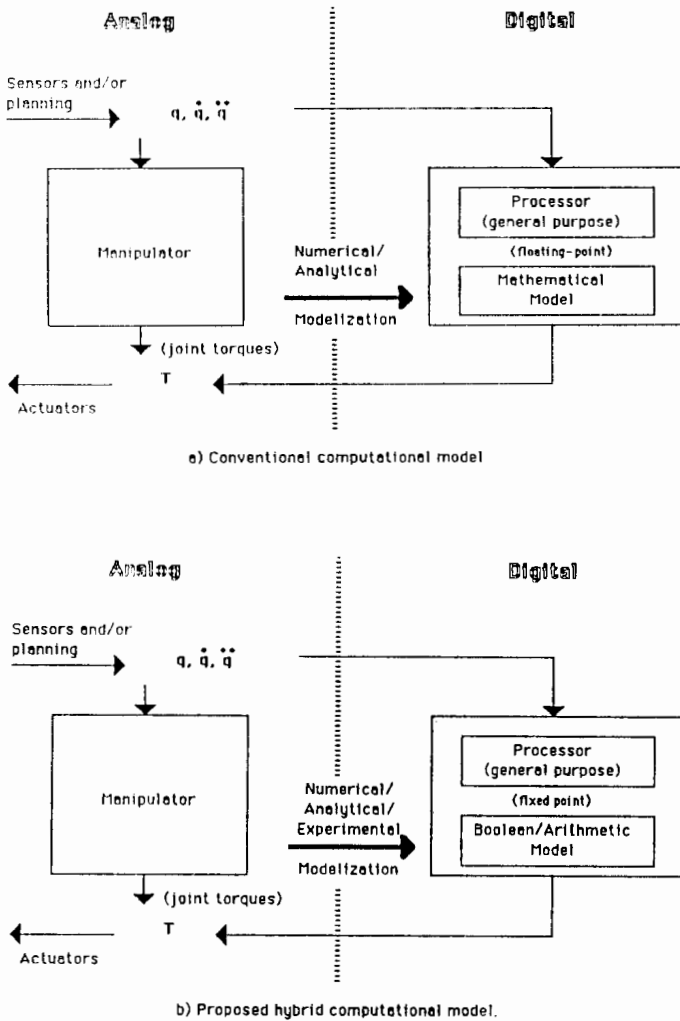 Analog
Digital
Sensors and/or
planning
q, q̇, q̈
Manipulator
Numerical/
Analytical
Modelization
Processor
(general purpose)
(floating-point)
Mathematical
Model
(joint torques)
T
Actuators
a) Conventional computational model
Analog
Digital
Sensors and/or
planning
q, q̇, q̈
Manipulator
Numerical/
Analytical/
Experimental
Modelization
Processor
(general purpose)
(fixed point)
Boolean/Arithmetic
Model
(joint torques)
T
Actuators
b) Proposed hybrid computational model.